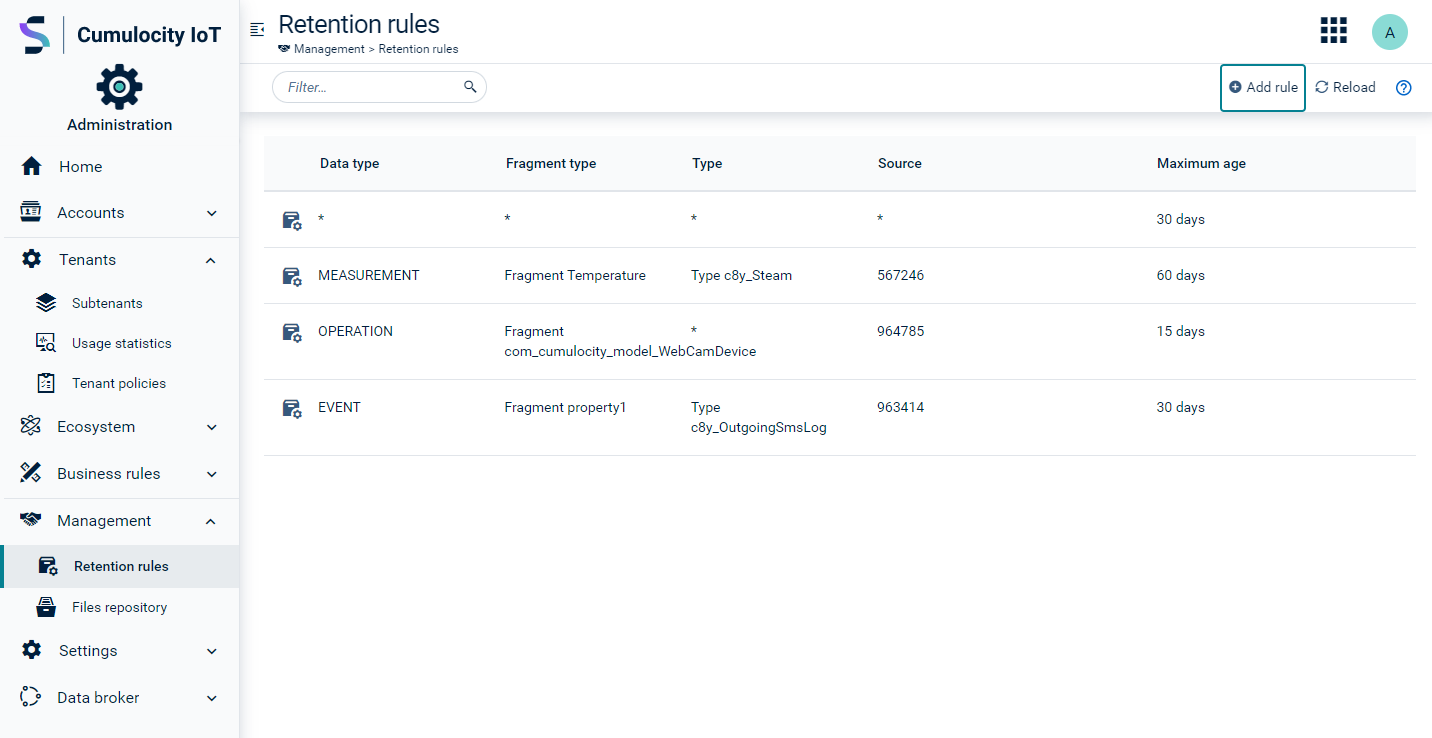 Cumulocity IoT
Administration
Home
Accounts
Tenants
Subtenants
Usage statistics
Tenant policies
Ecosystem
Business rules
Management
Retention rules
Files repository
Settings
Data broker
Retention rules
Management > Retention rules
A
Filter...
Add rule
Reload
?
Data type Fragment type Type Source Maximum age
* * * * 30 days
MEASUREMENT Fragment Temperature Type c8y_Steam 567246 60 days
OPERATION Fragment * 964785 15 days
com_cumulocity_model_WebCamDevice
EVENT Fragment property1 Type 963414 30 days
c8y_OutgoingSmsLog